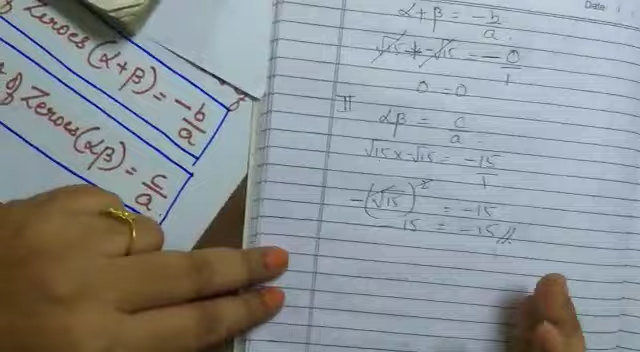 Zeroes (α+β) = -b/a
of Zeroes (αβ) = c/a
Date
α+β = -b/a
√15 + -√15 = -0/1
0 = 0
II
αβ = c/a
√15 x -√15 = -15/1
-(√15)² = -15
-15 = -15 //